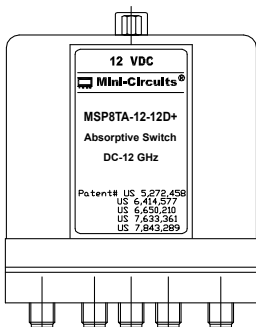 12 VDC
Mini-Circuits®
MSP8TA-12-12D+
Absorptive Switch
DC-12 GHz
Patent# US 5,272,458
US 6,414,577
US 6,650,210
US 7,633,361
US 7,843,289